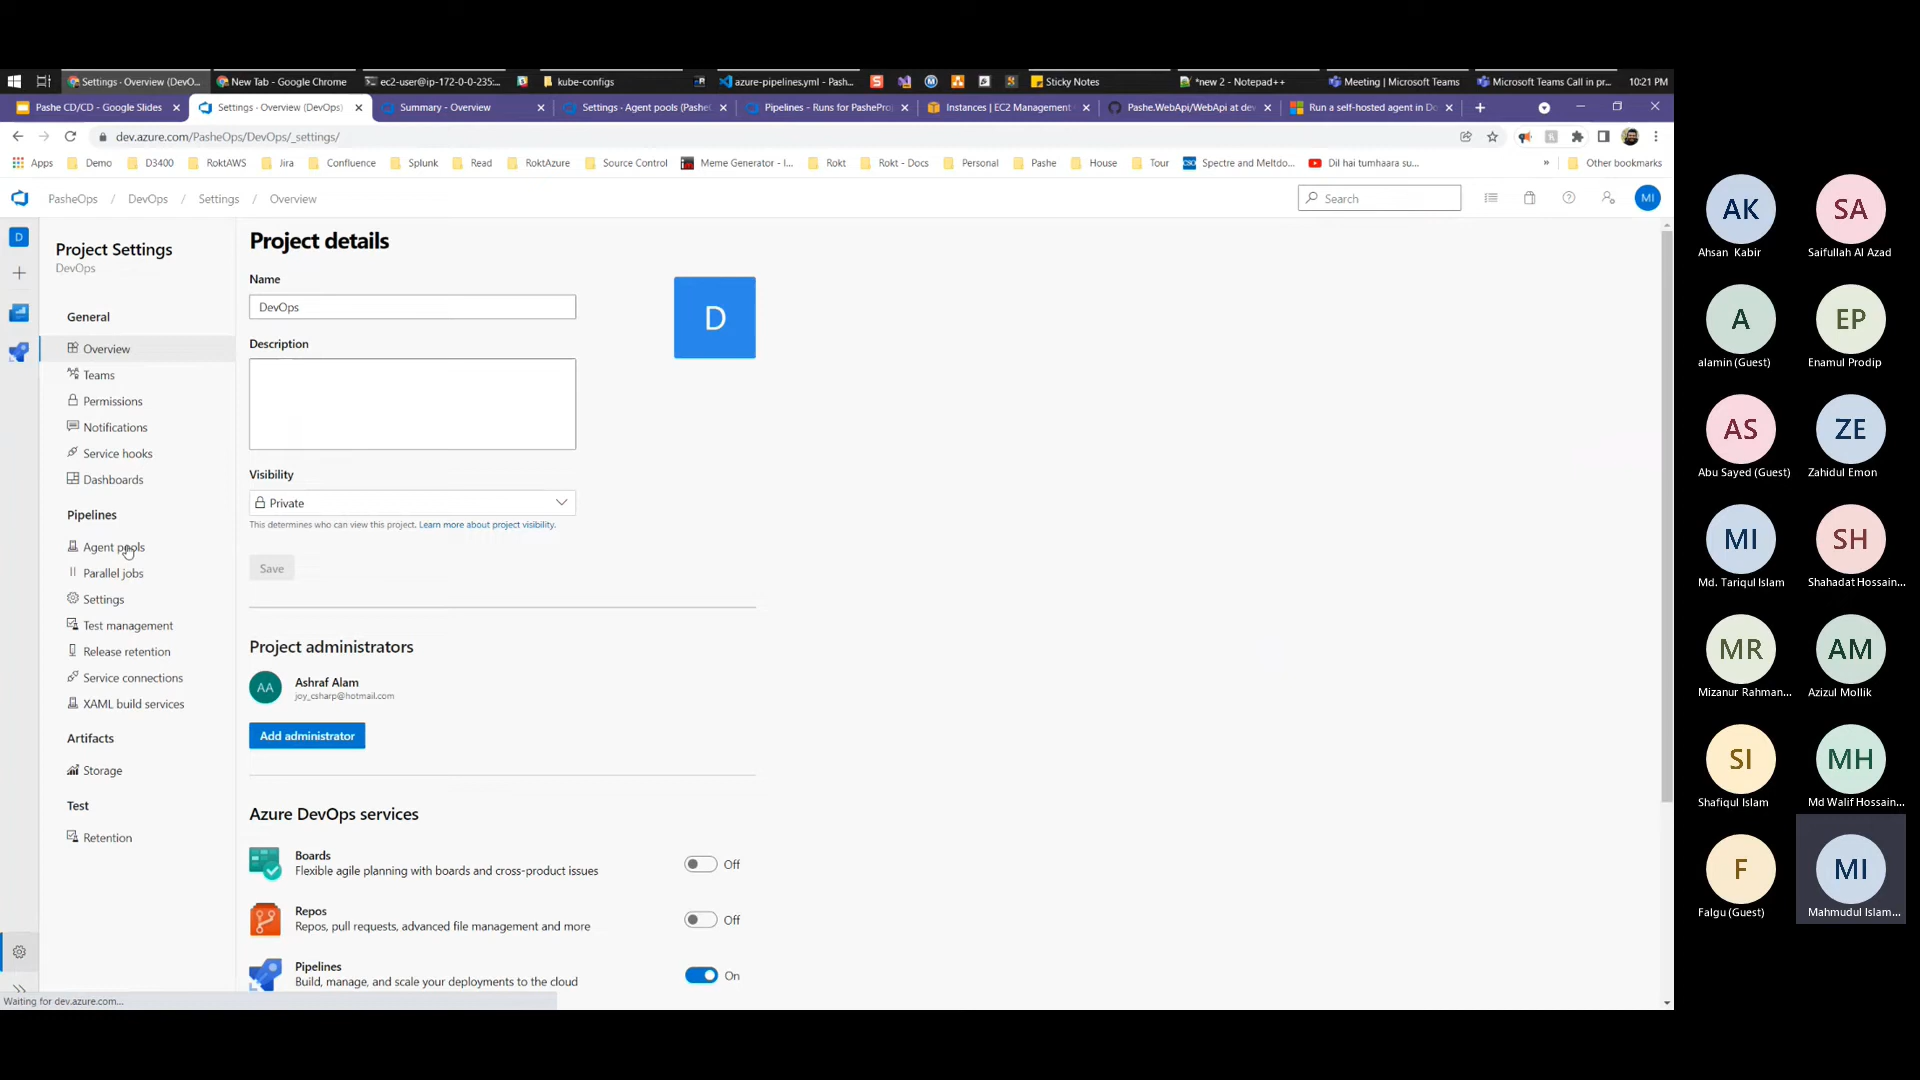 Settings - Overview (DevO...
New Tab - Google Chrome
ec2-user@ip-172-0-0-235:...
kube-configs
azure-pipelines.yml - Pash...
Sticky Notes
*new 2 - Notepad++
Meeting | Microsoft Teams
Microsoft Teams Call in pr...
10:21 PM
Pashe CD/CD - Google Slides
Settings - Overview (DevOps)
Summary - Overview
Settings - Agent pools (Pashe
Pipelines - Runs for PashePro
Instances | EC2 Management
Pashe.WebApi/WebApi at dev
Run a self-hosted agent in Do
dev.azure.com/PasheOps/DevOps/_settings/
Apps
Demo
D3400
RoktAWS
Jira
Confluence
Splunk
Read
RoktAzure
Source Control
Meme Generator - I...
Rokt
Rokt - Docs
Personal
Pashe
House
Tour
Spectre and Meltdo...
Dil hai tumhaara su...
»
Other bookmarks
PasheOps / DevOps / Settings / Overview
Search
MI
D
Project Settings
DevOps
General
Overview
Teams
Permissions
Notifications
Service hooks
Dashboards
Pipelines
Agent pools
Parallel jobs
Settings
Test management
Release retention
Service connections
XAML build services
Artifacts
Storage
Test
Retention
Project details
Name
DevOps
D
Description
Visibility
Private
This determines who can view this project. Learn more about project visibility.
Save
Project administrators
AA
Ashraf Alam
joy_csharp@hotmail.com
Add administrator
Azure DevOps services
Boards
Flexible agile planning with boards and cross-product issues
Off
Repos
Repos, pull requests, advanced file management and more
Off
Pipelines
Build, manage, and scale your deployments to the cloud
On
Waiting for dev.azure.com...
AK
Ahsan Kabir
SA
Saifullah Al Azad
A
alamin (Guest)
EP
Enamul Prodip
AS
Abu Sayed (Guest)
ZE
Zahidul Emon
MI
Md. Tariqul Islam
SH
Shahadat Hossain...
MR
Mizanur Rahman...
AM
Azizul Mollik
SI
Shafiqul Islam
MH
Md Walif Hossain...
F
Falgu (Guest)
MI
Mahmudul Islam...